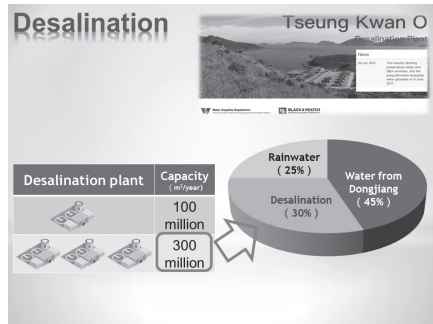 Desalination
Tseung Kwan O
Desalination Plant
News
Water Supplies Department
BLACK & VEATCH
Desalination plant
Capacity
( m³/year)
100
million
300
million
Rainwater
( 25% )
Water from
Dongjiang
( 45% )
Desalination
( 30% )